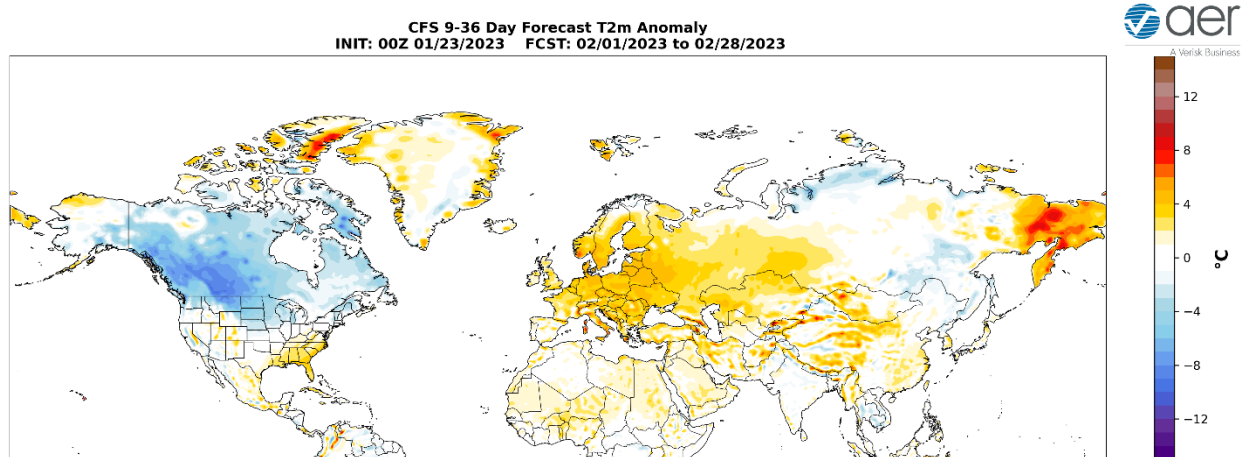 CFS 9-36 Day Forecast T2m Anomaly
INIT: 00Z 01/23/2023 FCST: 02/01/2023 to 02/28/2023
aer
A Verisk Business
12
8
4
0
−4
−8
−12
°C